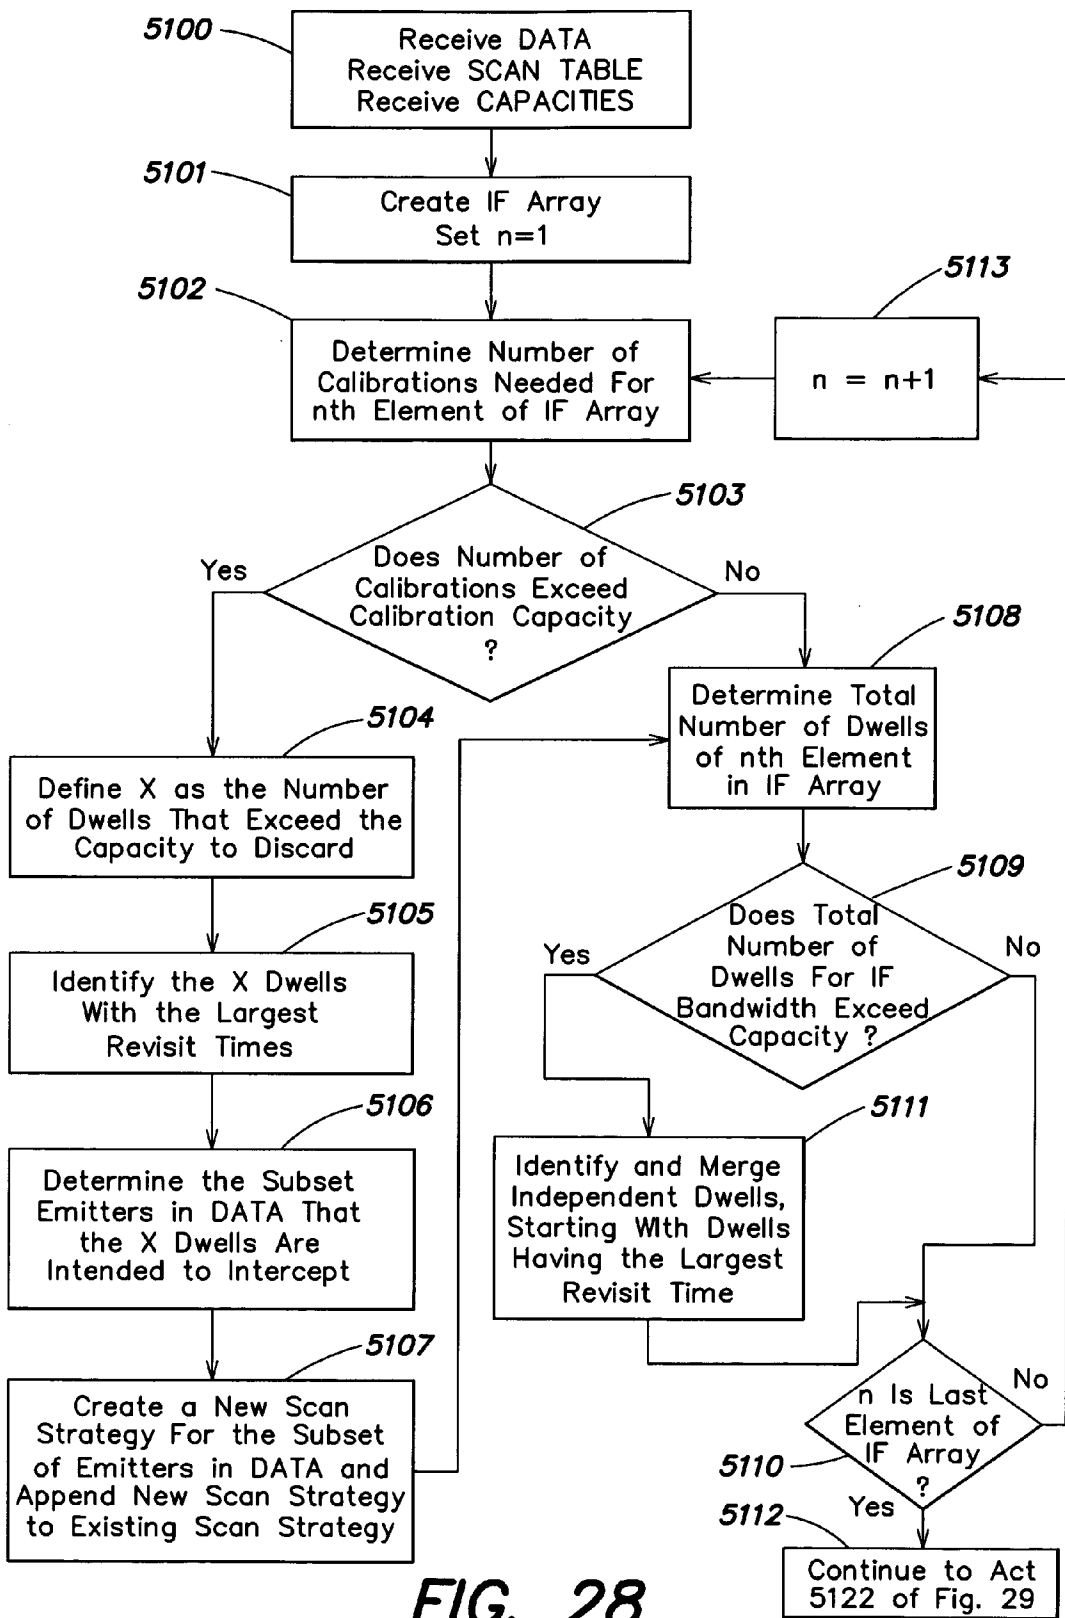 5100
Receive DATA
Receive SCAN TABLE
Receive CAPACITIES
5101
Create IF Array
Set n=1
5102
Determine Number of
Calibrations Needed For
nth Element of IF Array
5113
n = n+1
5103
Does Number of
Calibrations Exceed
Calibration Capacity
?
Yes
No
5104
Define X as the Number
of Dwells That Exceed the
Capacity to Discard
5105
Identify the X Dwells
With the Largest
Revisit Times
5106
Determine the Subset
Emitters in DATA That
the X Dwells Are
Intended to Intercept
5107
Create a New Scan
Strategy For the Subset
of Emitters in DATA and
Append New Scan Strategy
to Existing Scan Strategy
5108
Determine Total
Number of Dwells
of nth Element
in IF Array
5109
Does Total
Number of
Dwells For IF
Bandwidth Exceed
Capacity ?
Yes
No
5111
Identify and Merge
Independent Dwells,
Starting WIth Dwells
Having the Largest
Revisit Time
5110
n Is Last
Element of
IF Array
?
No
Yes
5112
Continue to Act
5122 of Fig. 29
FIG. 28